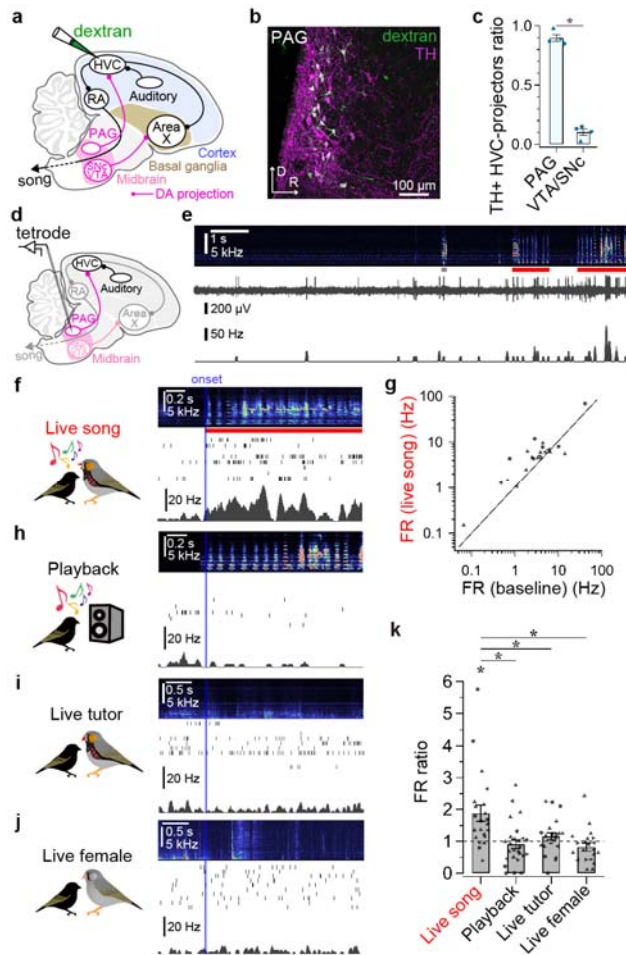 a
dextran
HVC
RA
Auditory
PAG
Area X
Basal ganglia
Cortex
SNc
VTA
Midbrain
song
DA projection
b
PAG
dextran
TH
D
R
100 µm
c
TH+ HVC-projectors ratio
1.0
0.5
0.0
*
PAG
VTA/SNc
d
tetrode
HVC
Auditory
RA
PAG
Area X
Midbrain
song
e
1 s
5 kHz
200 µV
50 Hz
f
Live song
onset
0.2 s
5 kHz
20 Hz
g
FR (live song) (Hz)
100
10
1
0.1
0.1 1 10 100
FR (baseline) (Hz)
h
Playback
0.2 s
5 kHz
20 Hz
i
Live tutor
0.5 s
5 kHz
20 Hz
j
Live female
0.5 s
5 kHz
20 Hz
k
FR ratio
6
5
4
3
2
1
0
*
*
*
*
Live song
Playback
Live tutor
Live female